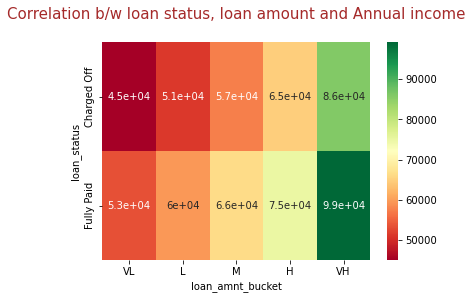 Correlation b/w loan status, loan amount and Annual income
Charged Off
4.5e+04 5.1e+04 5.7e+04 6.5e+04 8.6e+04
Fully Paid
5.3e+04 6e+04 6.6e+04 7.5e+04 9.9e+04
loan_status
VL L M H VH
loan_amnt_bucket
90000
80000
70000
60000
50000